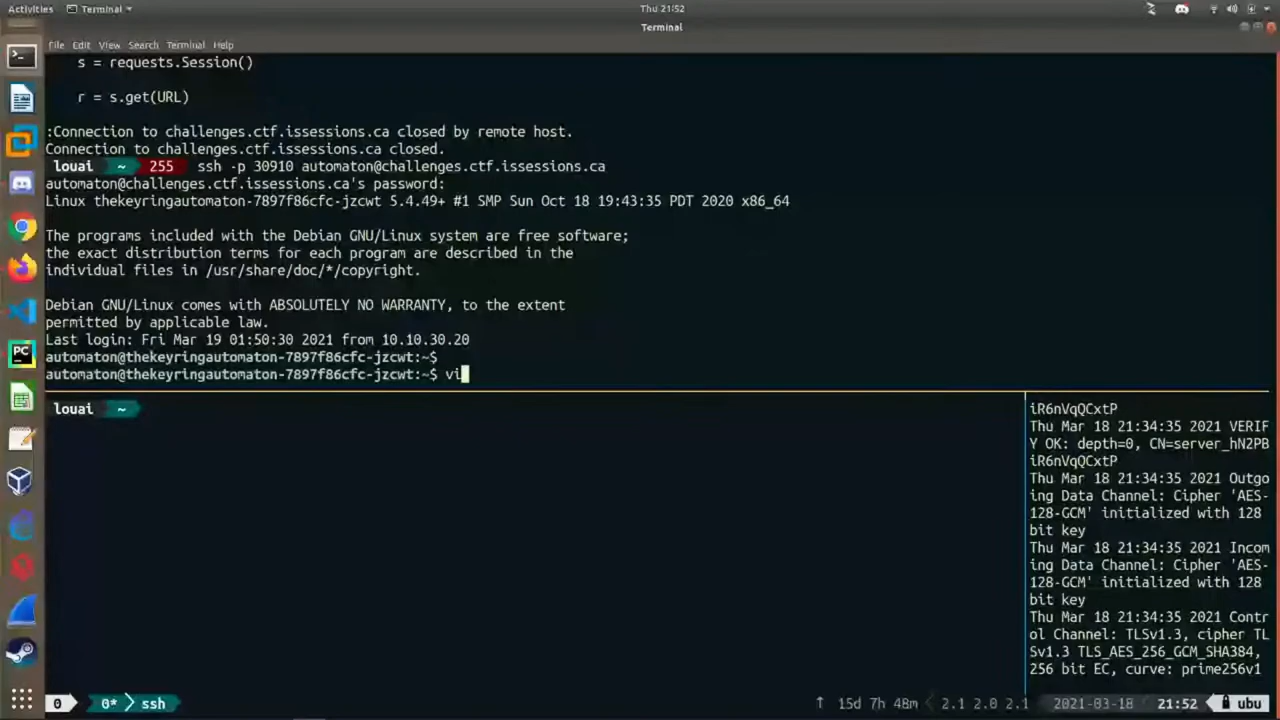 Activities Terminal Thu 21:52
Terminal
File Edit View Search Terminal Help
s = requests.Session()
r = s.get(URL)
:Connection to challenges.ctf.issessions.ca closed by remote host.
Connection to challenges.ctf.issessions.ca closed.
louai ~ 255 ssh -p 30910 automaton@challenges.ctf.issessions.ca
automaton@challenges.ctf.issessions.ca's password:
Linux thekeyringautomaton-7897f86cfc-jzcwt 5.4.49+ #1 SMP Sun Oct 18 19:43:35 PDT 2020 x86_64
The programs included with the Debian GNU/Linux system are free software;
the exact distribution terms for each program are described in the
individual files in /usr/share/doc/*/copyright.
Debian GNU/Linux comes with ABSOLUTELY NO WARRANTY, to the extent
permitted by applicable law.
Last login: Fri Mar 19 01:50:30 2021 from 10.10.30.20
automaton@thekeyringautomaton-7897f86cfc-jzcwt:~$
automaton@thekeyringautomaton-7897f86cfc-jzcwt:~$ vi
louai ~
iR6nVqQCxtP
Thu Mar 18 21:34:35 2021 VERIF
Y OK: depth=0, CN=server_hN2PB
iR6nVqQCxtP
Thu Mar 18 21:34:35 2021 Outgo
ing Data Channel: Cipher 'AES-
128-GCM' initialized with 128
bit key
Thu Mar 18 21:34:35 2021 Incom
ing Data Channel: Cipher 'AES-
128-GCM' initialized with 128
bit key
Thu Mar 18 21:34:35 2021 Contr
ol Channel: TLSv1.3, cipher TL
Sv1.3 TLS_AES_256_GCM_SHA384,
256 bit EC, curve: prime256v1
0 0* ssh ↑ 15d 7h 48m 2.1 2.0 2.1 2021-03-18 21:52 ubu